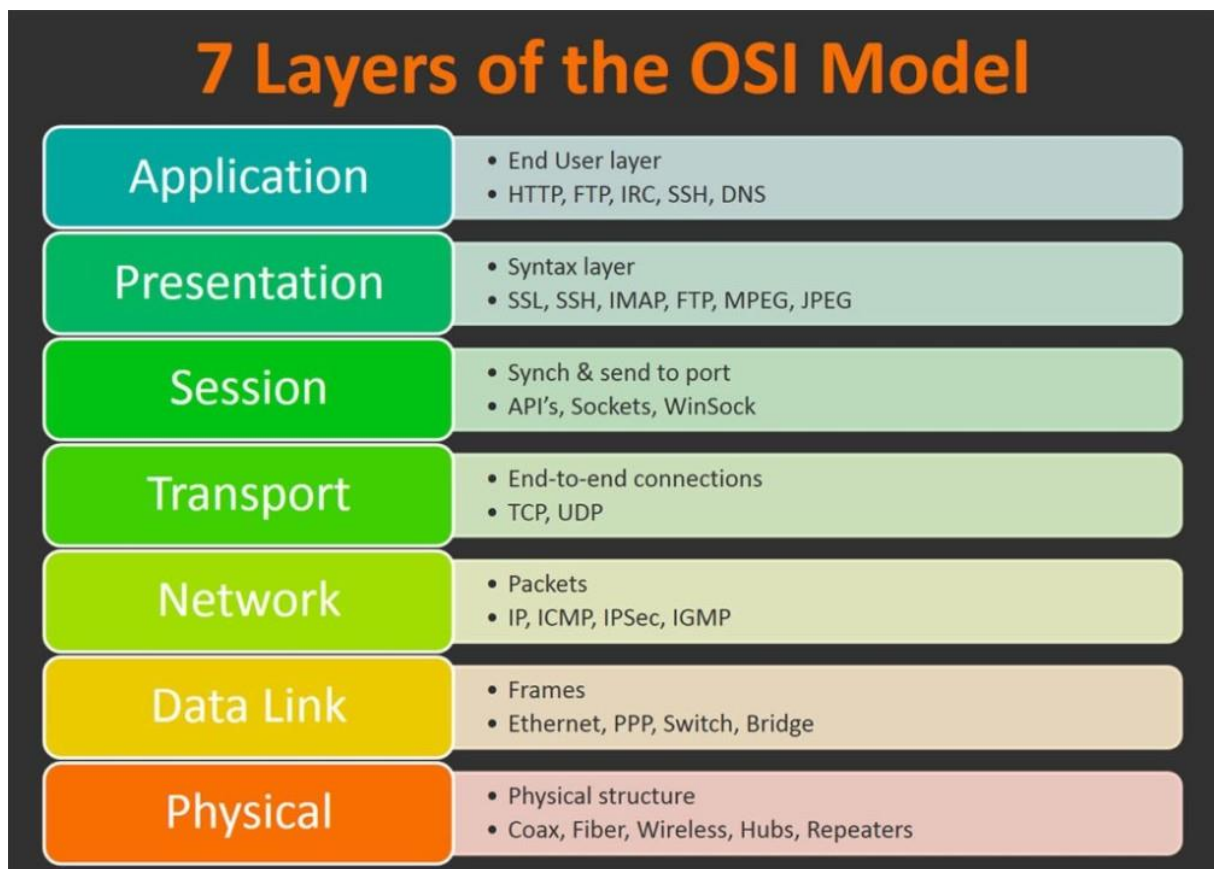 7 Layers of the OSI Model
Application
• End User layer
• HTTP, FTP, IRC, SSH, DNS
Presentation
• Syntax layer
• SSL, SSH, IMAP, FTP, MPEG, JPEG
Session
• Synch & send to port
• API’s, Sockets, WinSock
Transport
• End-to-end connections
• TCP, UDP
Network
• Packets
• IP, ICMP, IPSec, IGMP
Data Link
• Frames
• Ethernet, PPP, Switch, Bridge
Physical
• Physical structure
• Coax, Fiber, Wireless, Hubs, Repeaters